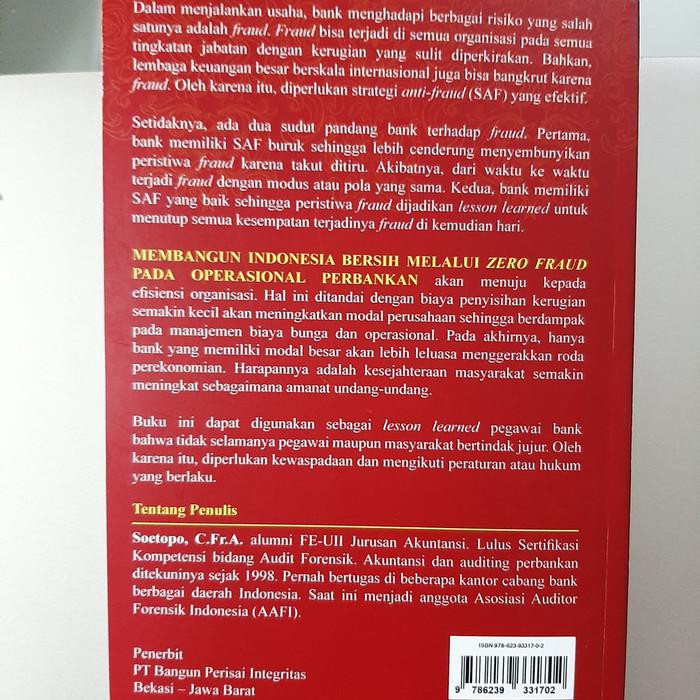 Dalam menjalankan usaha, bank menghadapi berbagai risiko yang salah
satunya adalah fraud. Fraud bisa terjadi di semua organisasi pada semua
tingkatan jabatan dengan kerugian yang sulit diperkirakan. Bahkan,
lembaga keuangan besar berskala internasional juga bisa bangkrut karena
fraud. Oleh karena itu, diperlukan strategi anti-fraud (SAF) yang efektif.
Setidaknya, ada dua sudut pandang bank terhadap fraud. Pertama,
bank memiliki SAF buruk sehingga lebih cenderung menyembunyikan
peristiwa fraud karena takut ditiru. Akibatnya, dari waktu ke waktu
terjadi fraud dengan modus atau pola yang sama. Kedua, bank memiliki
SAF yang baik sehingga peristiwa fraud dijadikan lesson learned untuk
menutup semua kesempatan terjadinya fraud di kemudian hari.
MEMBANGUN INDONESIA BERSIH MELALUI ZERO FRAUD
PADA OPERASIONAL PERBANKAN akan menuju kepada
efisiensi organisasi. Hal ini ditandai dengan biaya penyisihan kerugian
semakin kecil akan meningkatkan modal perusahaan sehingga berdampak
pada manajemen biaya bunga dan operasional. Pada akhirnya, hanya
bank yang memiliki modal besar akan lebih leluasa menggerakkan roda
perekonomian. Harapannya adalah kesejahteraan masyarakat semakin
meningkat sebagaimana amanat undang-undang.
Buku ini dapat digunakan sebagai lesson learned pegawai bank
bahwa tidak selamanya pegawai maupun masyarakat bertindak jujur. Oleh
karena itu, diperlukan kewaspadaan dan mengikuti peraturan atau hukum
yang berlaku.
Tentang Penulis
Soetopo, C.Fr.A. alumni FE-UII Jurusan Akuntansi. Lulus Sertifikasi
Kompetensi bidang Audit Forensik. Akuntansi dan auditing perbankan
ditekuninya sejak 1998. Pernah bertugas di beberapa kantor cabang bank
berbagai daerah Indonesia. Saat ini menjadi anggota Asosiasi Auditor
Forensik Indonesia (AAFI).
Penerbit
PT Bangun Perisai Integritas
Bekasi – Jawa Barat
ISBN 978-623-93317-0-2
9 786239 331702